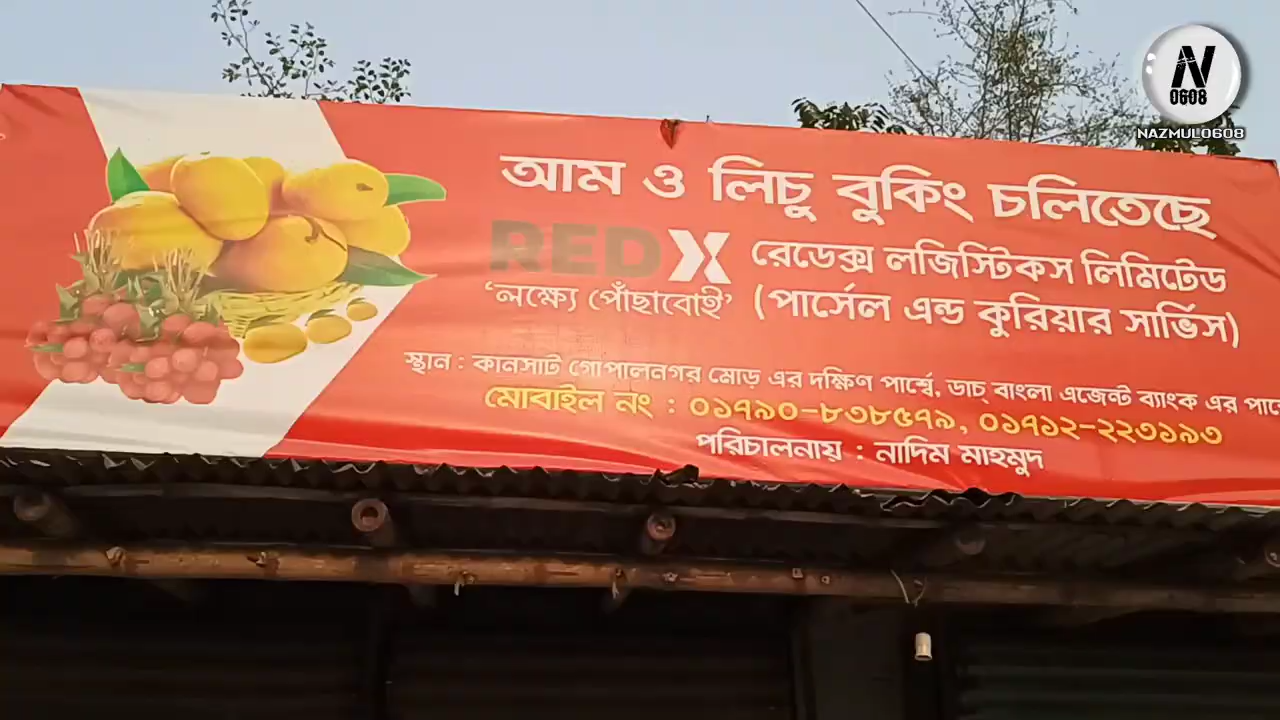 আম ও লিচু বুকিং চলিতেছে
REDX রেডেক্স লজিস্টিকস লিমিটেড
‘লক্ষ্যে পৌঁছাবোই’ (পার্সেল এন্ড কুরিয়ার সার্ভিস)
স্থান : কানসাট গোপালনগর মোড় এর দক্ষিণ পার্শ্বে, ডাচ্ বাংলা এজেন্ট ব্যাংক এর
মোবাইল নং : ০১৭৯০-৮৩৮৫৭৯, ০১৭১২-২২৩১৯৩
পরিচালনায় : নাদিম মাহমুদ
N
0608
NAZMUL0608